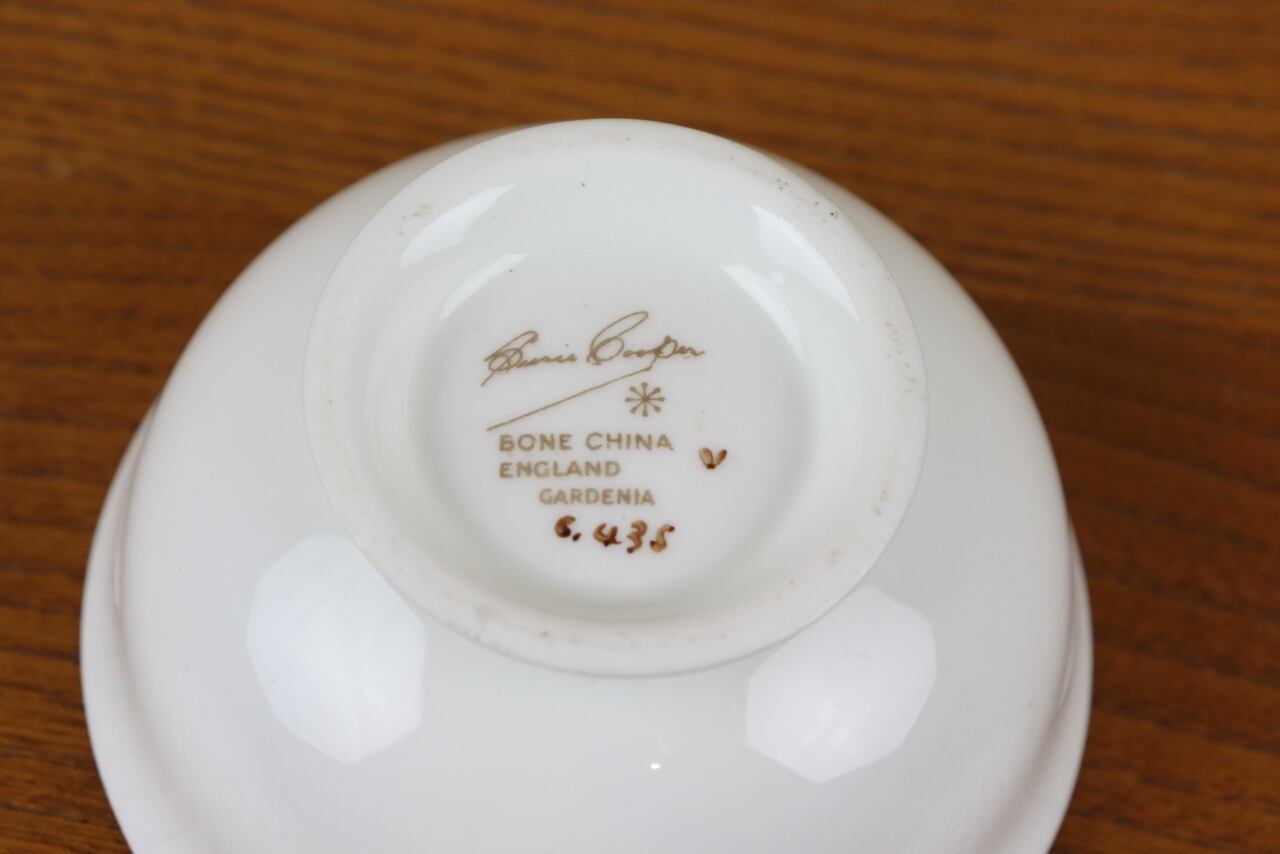 Susie Cooper
BONE CHINA
ENGLAND
GARDENIA
C.435